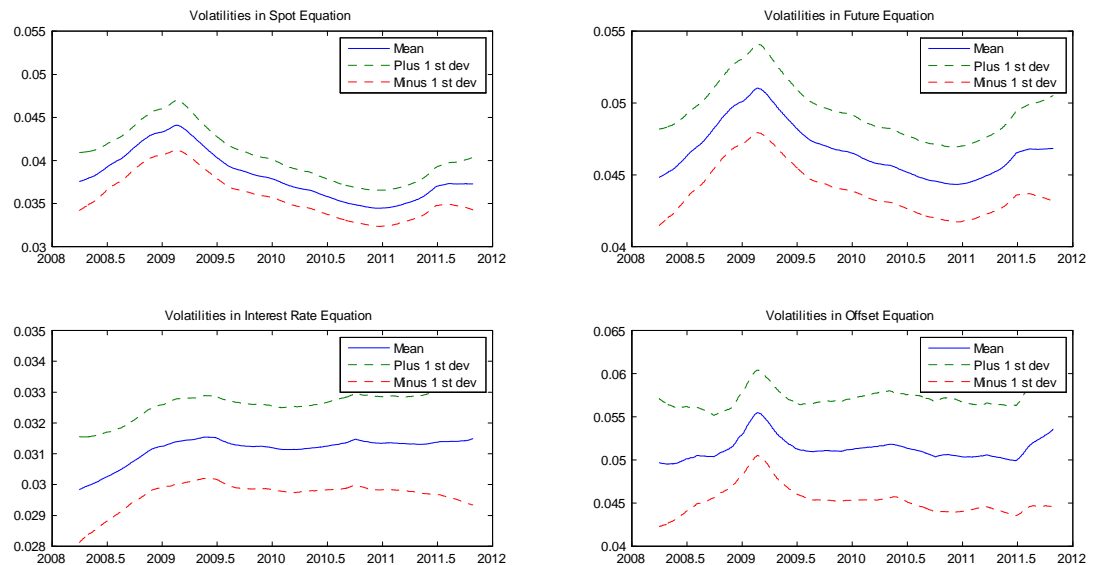 Volatilities in Spot Equation
0.055
0.05
0.045
0.04
0.035
0.03
2008 2008.5 2009 2009.5 2010 2010.5 2011 2011.5 2012
Mean
Plus 1 st dev
Minus 1 st dev
Volatilities in Future Equation
0.055
0.05
0.045
0.04
2008 2008.5 2009 2009.5 2010 2010.5 2011 2011.5 2012
Mean
Plus 1 st dev
Minus 1 st dev
Volatilities in Interest Rate Equation
0.035
0.034
0.033
0.032
0.031
0.03
0.029
0.028
2008 2008.5 2009 2009.5 2010 2010.5 2011 2011.5 2012
Mean
Plus 1 st dev
Minus 1 st dev
Volatilities in Offset Equation
0.065
0.06
0.055
0.05
0.045
0.04
2008 2008.5 2009 2009.5 2010 2010.5 2011 2011.5 2012
Mean
Plus 1 st dev
Minus 1 st dev